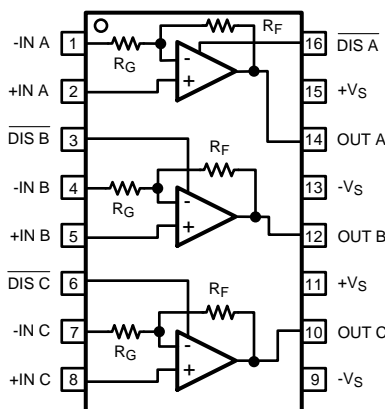 -IN A 1 R_G R_F 16 DIS A
+IN A 2 - + 15 +V_S
DIS B 3 14 OUT A
-IN B 4 R_G R_F 13 -V_S
+IN B 5 - + 12 OUT B
DIS C 6 11 +V_S
-IN C 7 R_G R_F 10 OUT C
+IN C 8 - + 9 -V_S